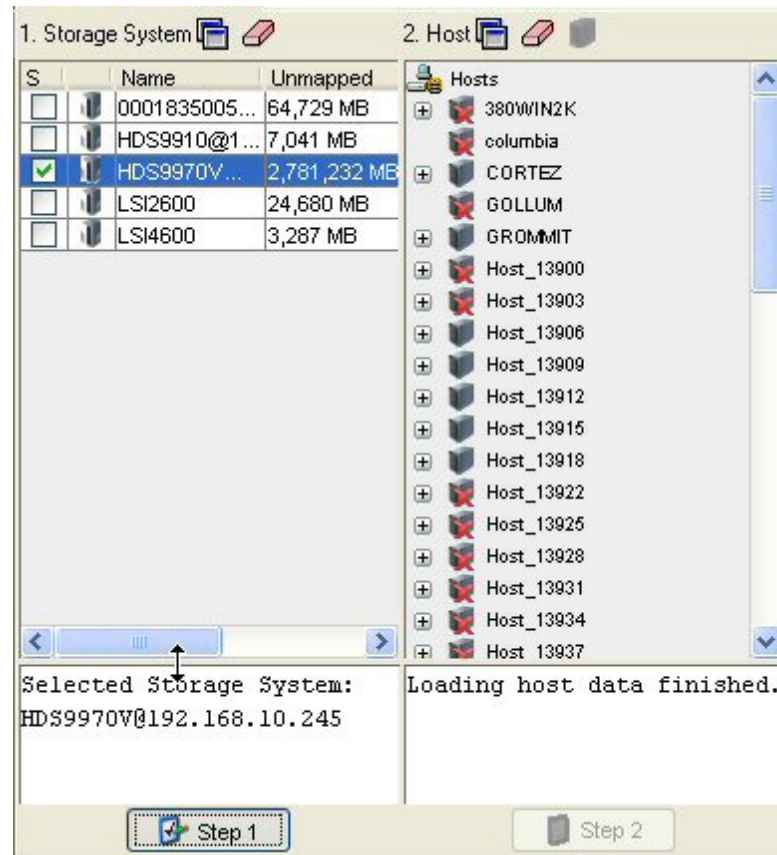 1. Storage System
S Name Unmapped
0001835005... 64,729 MB
HDS9910@1... 7,041 MB
HDS9970V... 2,781,232 MB
LSI2600 24,680 MB
LSI4600 3,287 MB
Selected Storage System:
HDS9970V@192.168.10.245
Step 1
2. Host
Hosts
380WIN2K
columbia
CORTEZ
GOLLUM
GROMMIT
Host_13900
Host_13903
Host_13906
Host_13909
Host_13912
Host_13915
Host_13918
Host_13922
Host_13925
Host_13928
Host_13931
Host_13934
Host_13937
Loading host data finished.
Step 2